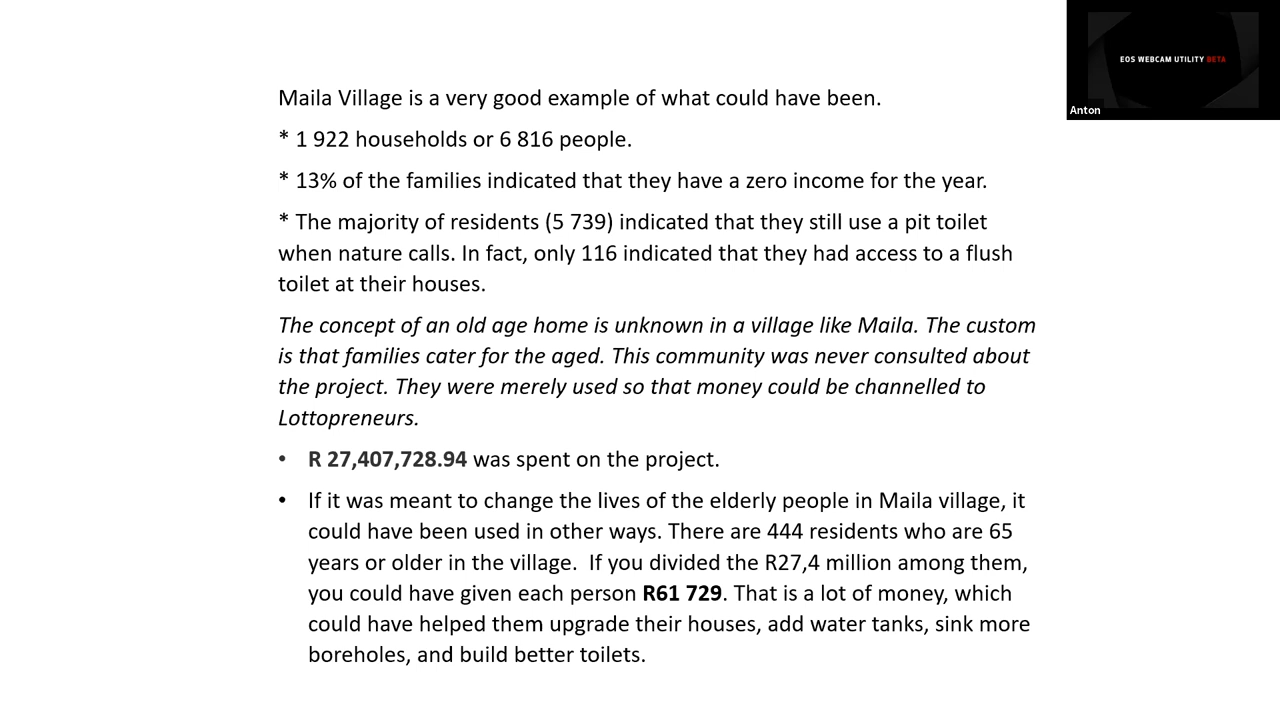 EOS WEBCAM UTILITY BETA
Anton
Maila Village is a very good example of what could have been.
* 1 922 households or 6 816 people.
* 13% of the families indicated that they have a zero income for the year.
* The majority of residents (5 739) indicated that they still use a pit toilet
when nature calls. In fact, only 116 indicated that they had access to a flush
toilet at their houses.
The concept of an old age home is unknown in a village like Maila. The custom
is that families cater for the aged. This community was never consulted about
the project. They were merely used so that money could be channelled to
Lottopreneurs.
• R 27,407,728.94 was spent on the project.
• If it was meant to change the lives of the elderly people in Maila village, it
could have been used in other ways. There are 444 residents who are 65
years or older in the village.  If you divided the R27,4 million among them,
you could have given each person R61 729. That is a lot of money, which
could have helped them upgrade their houses, add water tanks, sink more
boreholes, and build better toilets.